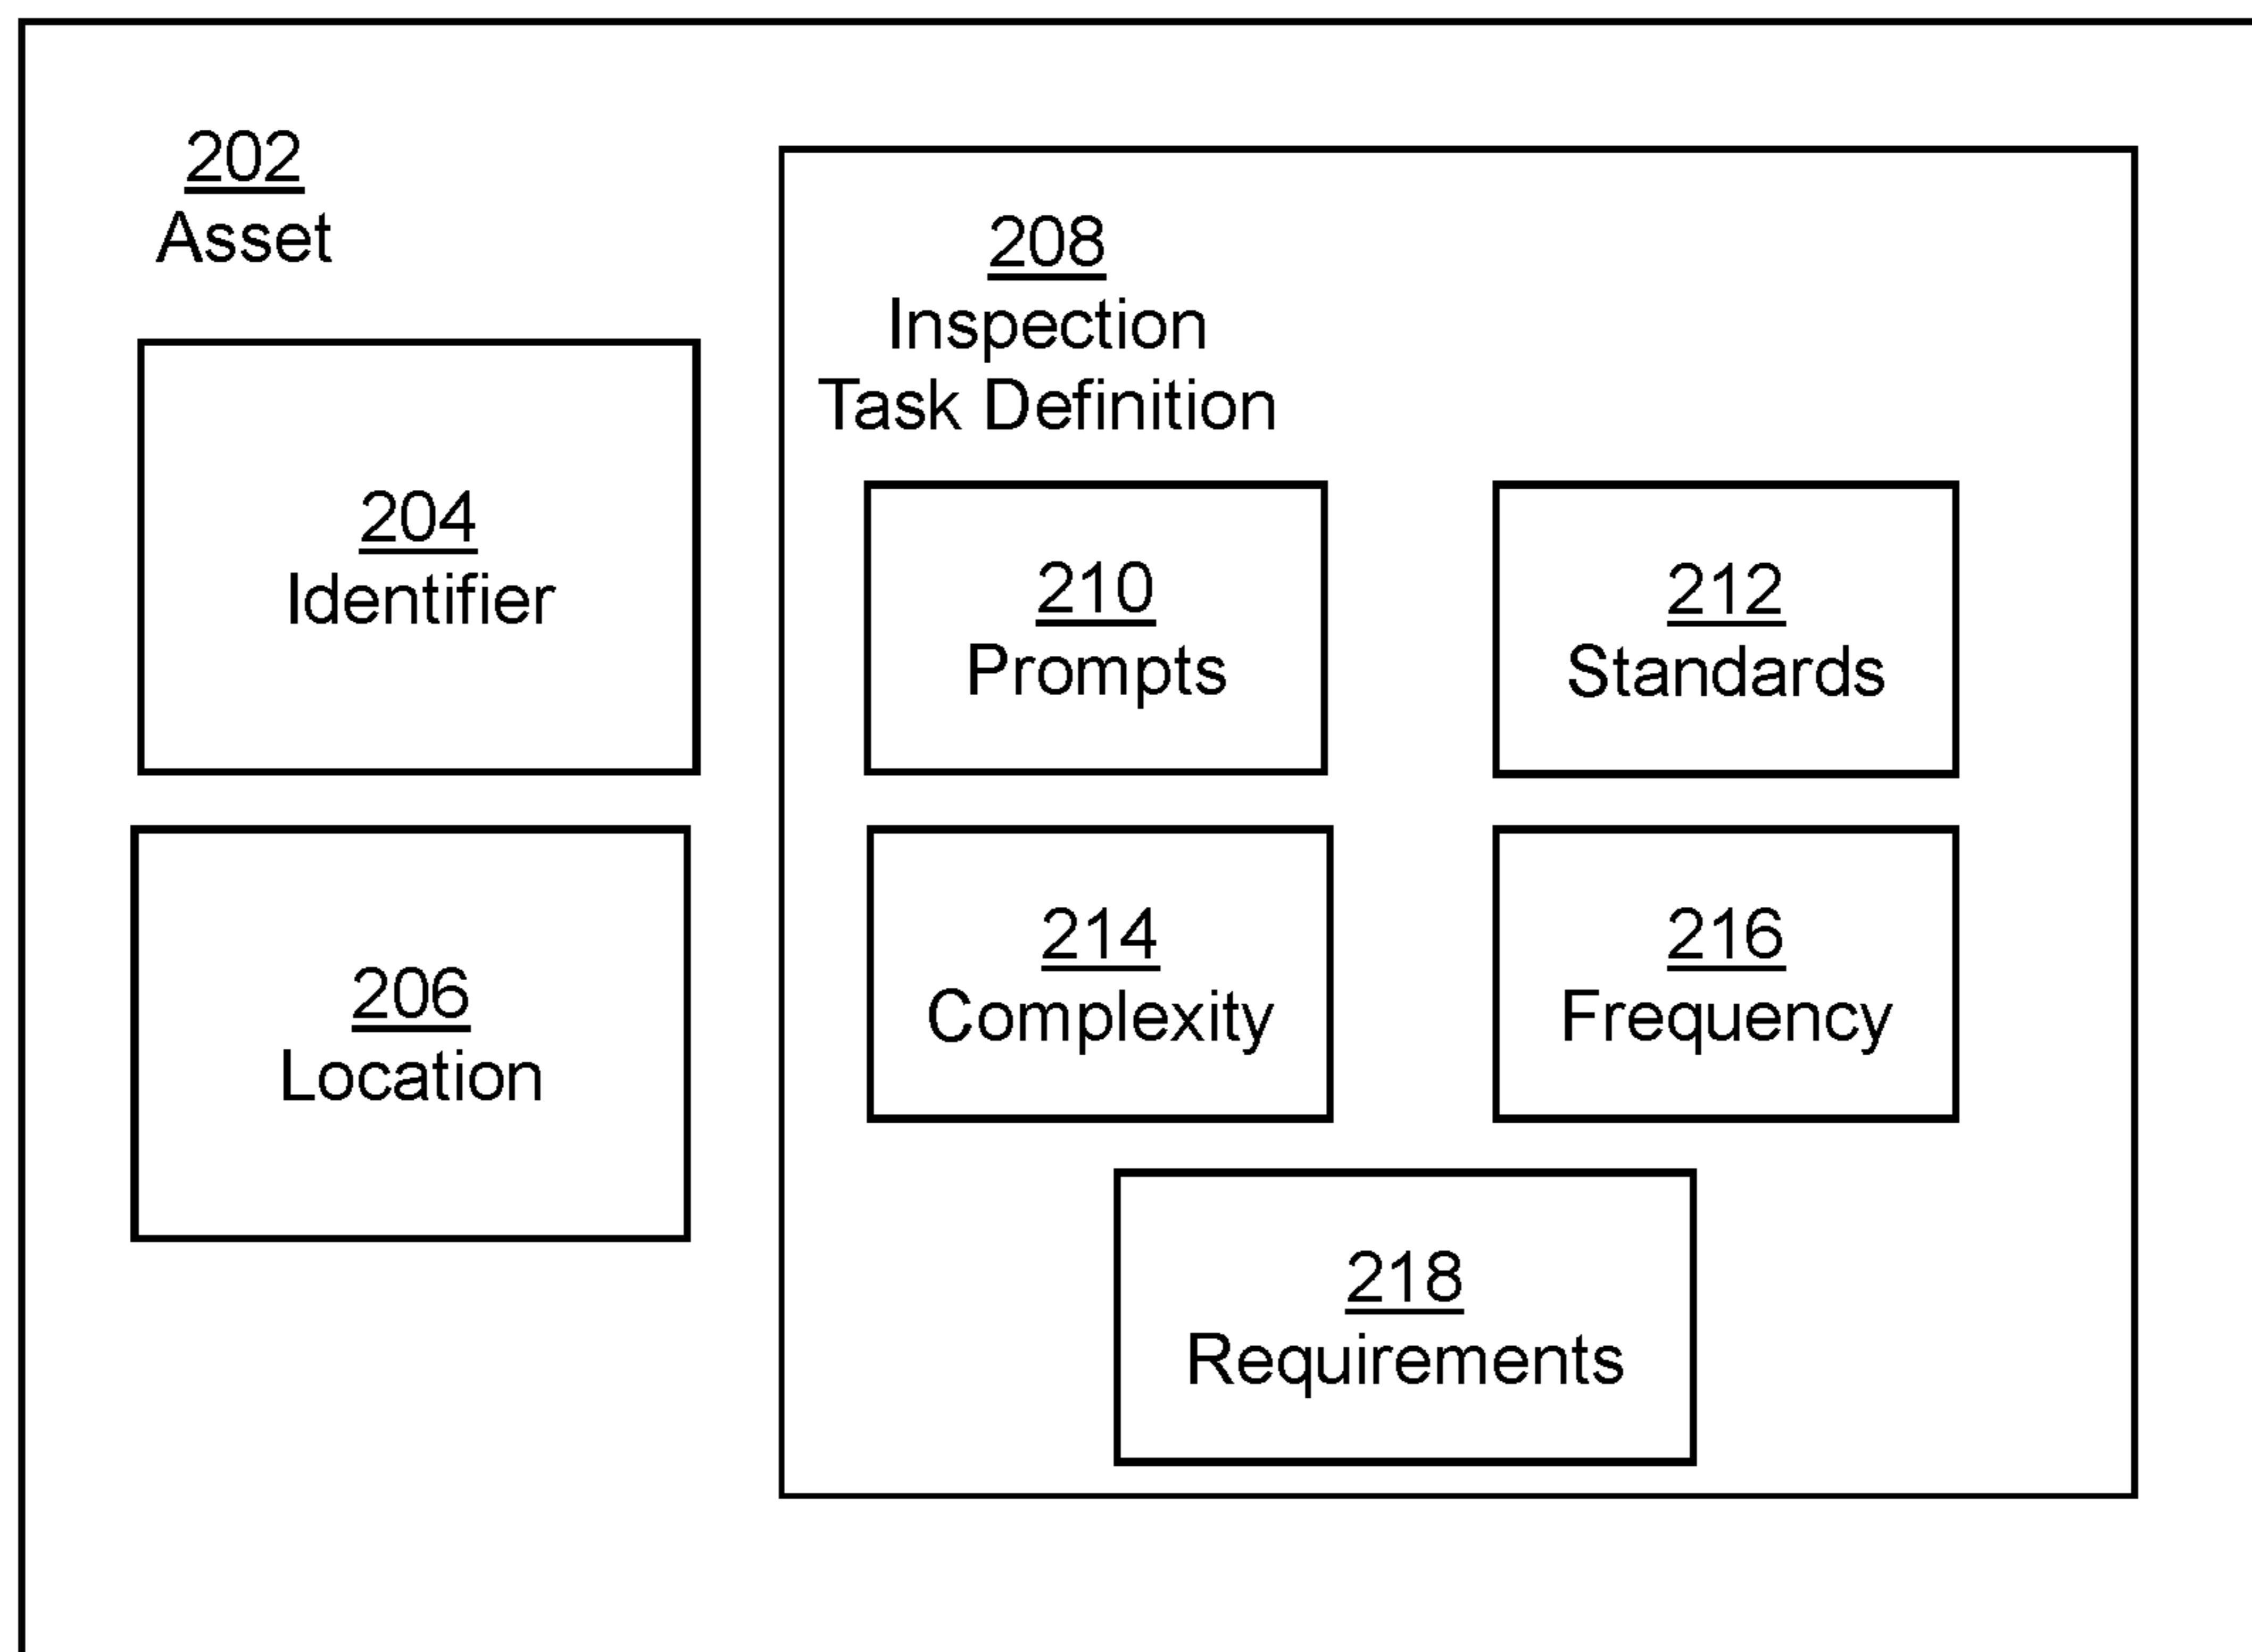 202
Asset
204
Identifier
206
Location
208
Inspection
Task Definition
210
Prompts
212
Standards
214
Complexity
216
Frequency
218
Requirements